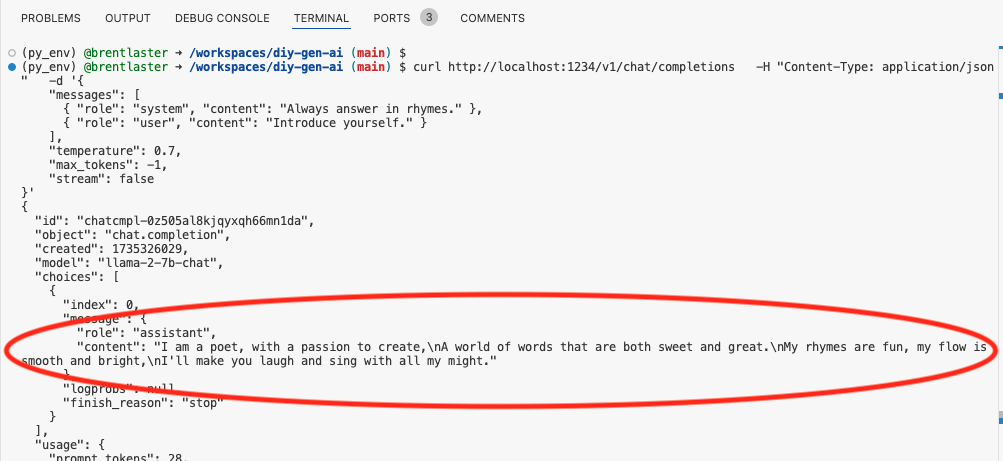 PROBLEMS OUTPUT DEBUG CONSOLE TERMINAL PORTS 3 COMMENTS
(py_env) @brentlaster → /workspaces/diy-gen-ai (main) $
(py_env) @brentlaster → /workspaces/diy-gen-ai (main) $ curl http://localhost:1234/v1/chat/completions   -H "Content-Type: application/json
"   -d '{
    "messages": [
      { "role": "system", "content": "Always answer in rhymes." },
      { "role": "user", "content": "Introduce yourself." }
    ],
    "temperature": 0.7,
    "max_tokens": -1,
    "stream": false
}'
{
  "id": "chatcmpl-0z505al8kjqyxqh66mn1da",
  "object": "chat.completion",
  "created": 1735326029,
  "model": "llama-2-7b-chat",
  "choices": [
    {
      "index": 0,
      "message": {
        "role": "assistant",
        "content": "I am a poet, with a passion to create,\nA world of words that are both sweet and great.\nMy rhymes are fun, my flow is
smooth and bright,\nI'll make you laugh and sing with all my might."
      },
      "logprobs": null,
      "finish_reason": "stop"
    }
  ],
  "usage": {
    "prompt_tokens": 28,